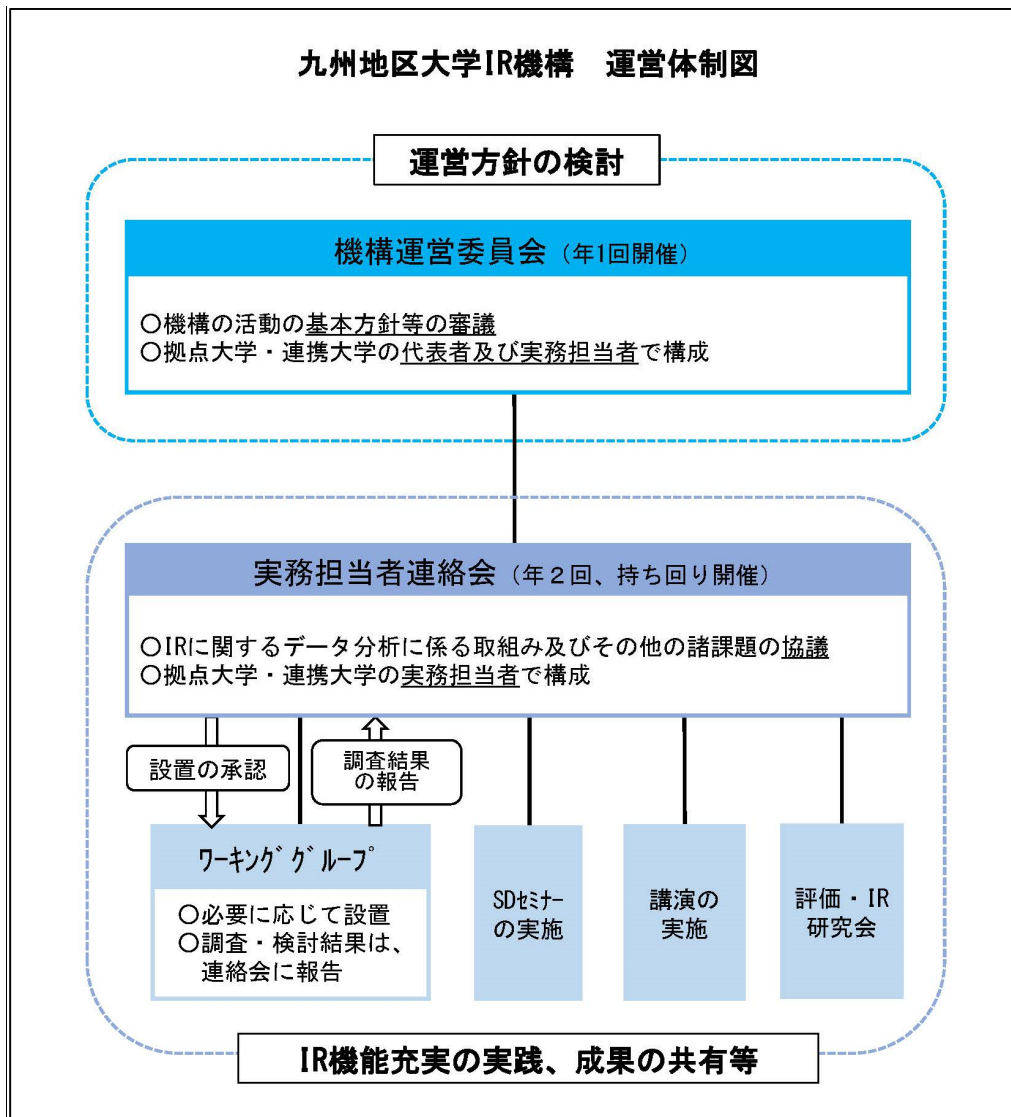 九州地区大学IR機構　運営体制図
運営方針の検討
機構運営委員会（年1回開催）
〇機構の活動の基本方針等の審議
〇拠点大学・連携大学の代表者及び実務担当者で構成
実務担当者連絡会（年２回、持ち回り開催）
〇IRに関するデータ分析に係る取組み及びその他の諸課題の協議
〇拠点大学・連携大学の実務担当者で構成
設置の承認
調査結果
の報告
ﾜｰｷﾝｸﾞｸﾞﾙｰﾌﾟ
〇必要に応じて設置
〇調査・検討結果は、
連絡会に報告
SDｾﾐﾅｰ
の実施
講演の
実施
評価・IR
研究会
IR機能充実の実践、成果の共有等